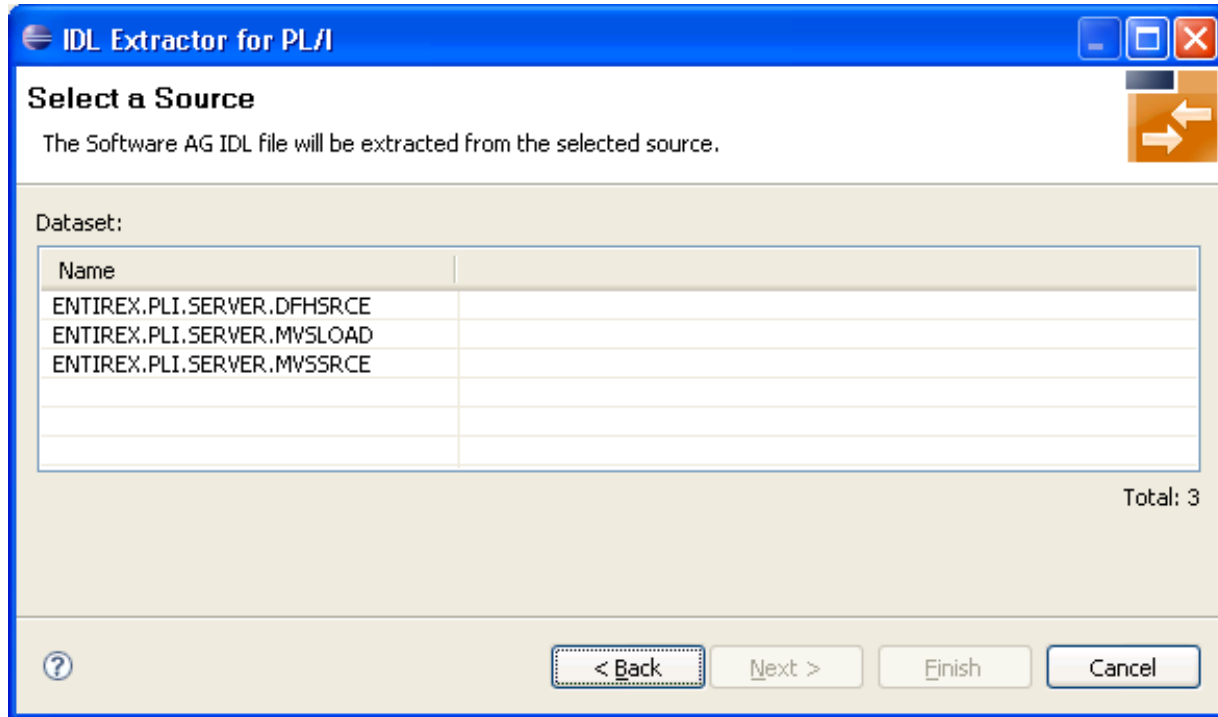 IDL Extractor for PL/I
Select a Source
The Software AG IDL file will be extracted from the selected source.
Dataset:
Name
ENTIREX.PLI.SERVER.DFHSRCE
ENTIREX.PLI.SERVER.MVSLOAD
ENTIREX.PLI.SERVER.MVSSRCE
Total: 3
? < Back Next > Finish Cancel